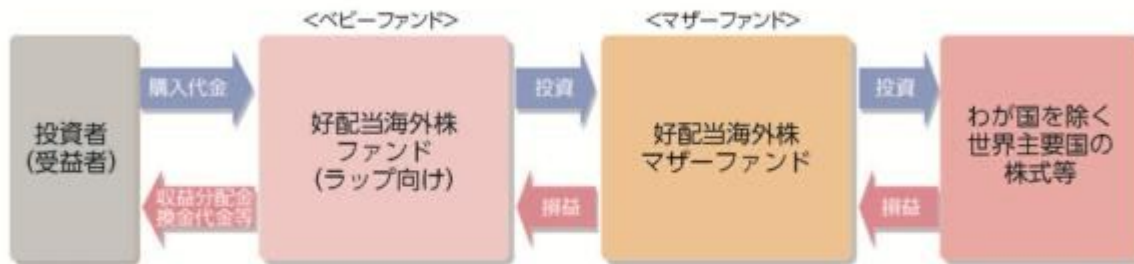 <ベビーファンド>
<マザーファンド>
購入代金
投資
投資
投資者
(受益者)
好配当海外株
ファンド
(ラップ向け)
好配当海外株
マザーファンド
わが国を除く
世界主要国の
株式等
収益分配金
換金代金等
損益
損益